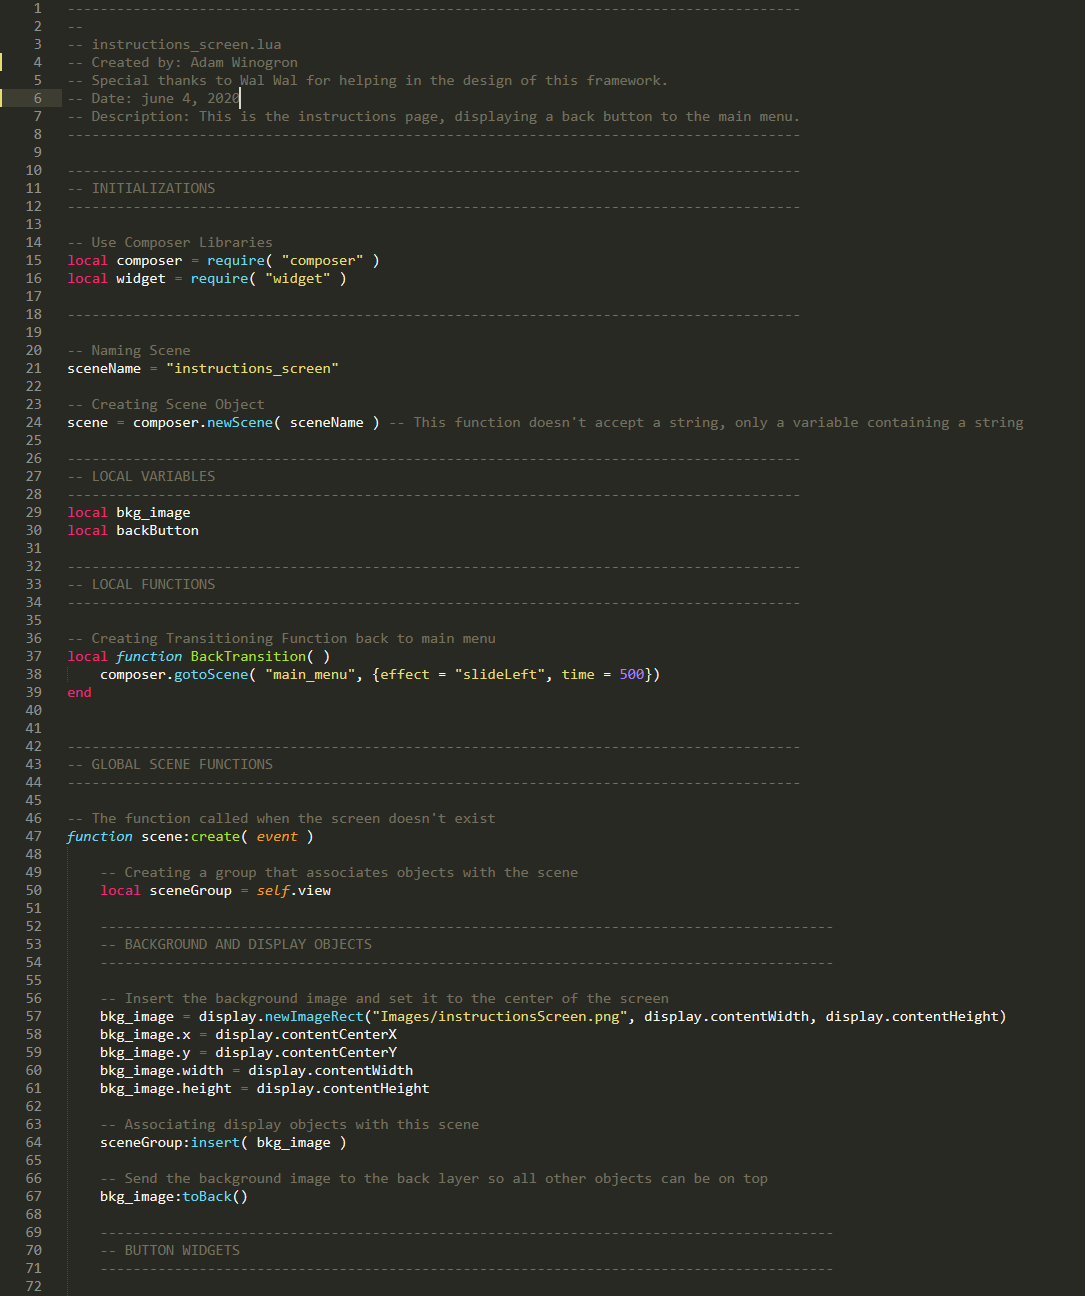 1 ------------------------------------------------------------------------------------------
2 --
3 -- instructions_screen.lua
4 -- Created by: Adam Winogron
5 -- Special thanks to Wal Wal for helping in the design of this framework.
6 -- Date: june 4, 2020
7 -- Description: This is the instructions page, displaying a back button to the main menu.
8 -----------------------------------------------------------------------------------------
9
10 -----------------------------------------------------------------------------------------
11 -- INITIALIZATIONS
12 -----------------------------------------------------------------------------------------
13
14 -- Use Composer Libraries
15 local composer = require( "composer" )
16 local widget = require( "widget" )
17
18 -----------------------------------------------------------------------------------------
19
20 -- Naming Scene
21 sceneName = "instructions_screen"
22
23 -- Creating Scene Object
24 scene = composer.newScene( sceneName ) -- This function doesn't accept a string, only a variable containing a string
25
26 -----------------------------------------------------------------------------------------
27 -- LOCAL VARIABLES
28 -----------------------------------------------------------------------------------------
29 local bkg_image
30 local backButton
31
32 -----------------------------------------------------------------------------------------
33 -- LOCAL FUNCTIONS
34 -----------------------------------------------------------------------------------------
35
36 -- Creating Transitioning Function back to main menu
37 local function BackTransition( )
38     composer.gotoScene( "main_menu", {effect = "slideLeft", time = 500})
39 end
40
41
42 -----------------------------------------------------------------------------------------
43 -- GLOBAL SCENE FUNCTIONS
44 -----------------------------------------------------------------------------------------
45
46 -- The function called when the screen doesn't exist
47 function scene:create( event )
48
49     -- Creating a group that associates objects with the scene
50     local sceneGroup = self.view
51
52     -----------------------------------------------------------------------------------------
53     -- BACKGROUND AND DISPLAY OBJECTS
54     -----------------------------------------------------------------------------------------
55
56     -- Insert the background image and set it to the center of the screen
57     bkg_image = display.newImageRect("Images/instructionsScreen.png", display.contentWidth, display.contentHeight)
58     bkg_image.x = display.contentCenterX
59     bkg_image.y = display.contentCenterY
60     bkg_image.width = display.contentWidth
61     bkg_image.height = display.contentHeight
62
63     -- Associating display objects with this scene
64     sceneGroup:insert( bkg_image )
65
66     -- Send the background image to the back layer so all other objects can be on top
67     bkg_image:toBack()
68
69     -----------------------------------------------------------------------------------------
70     -- BUTTON WIDGETS
71     -----------------------------------------------------------------------------------------
72